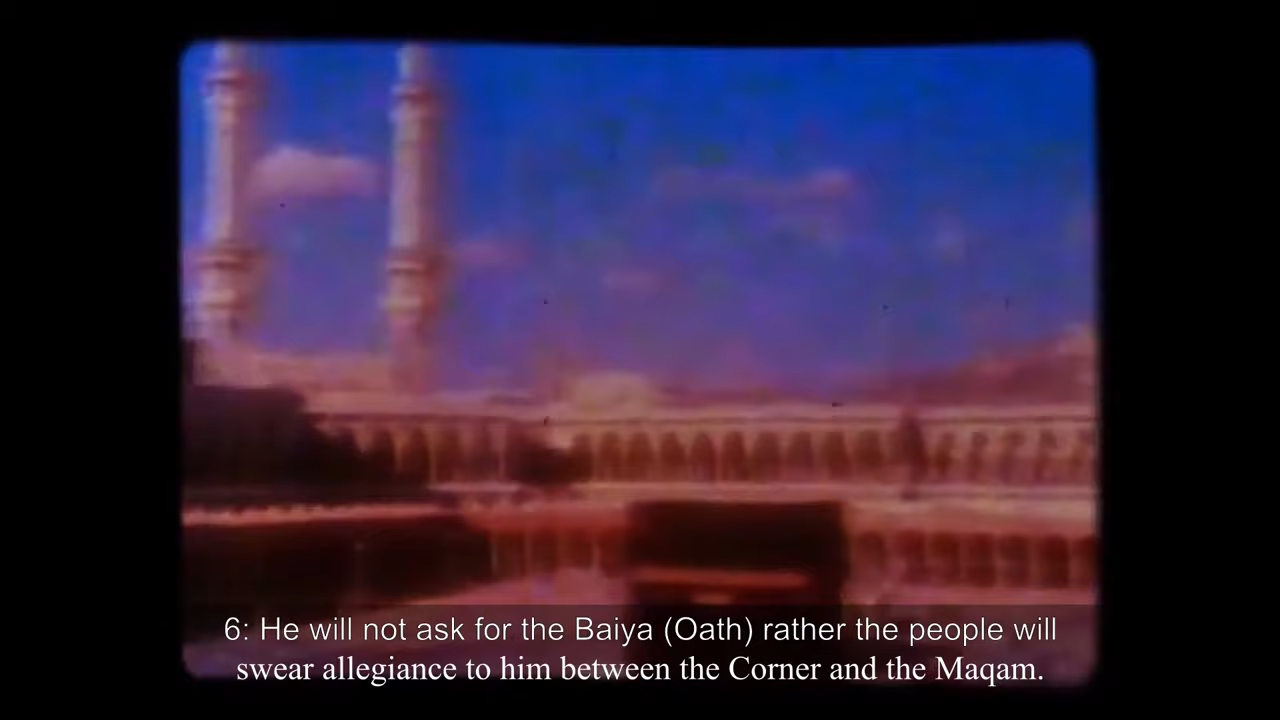 6: He will not ask for the Baiya (Oath) rather the people will
swear allegiance to him between the Corner and the Maqam.